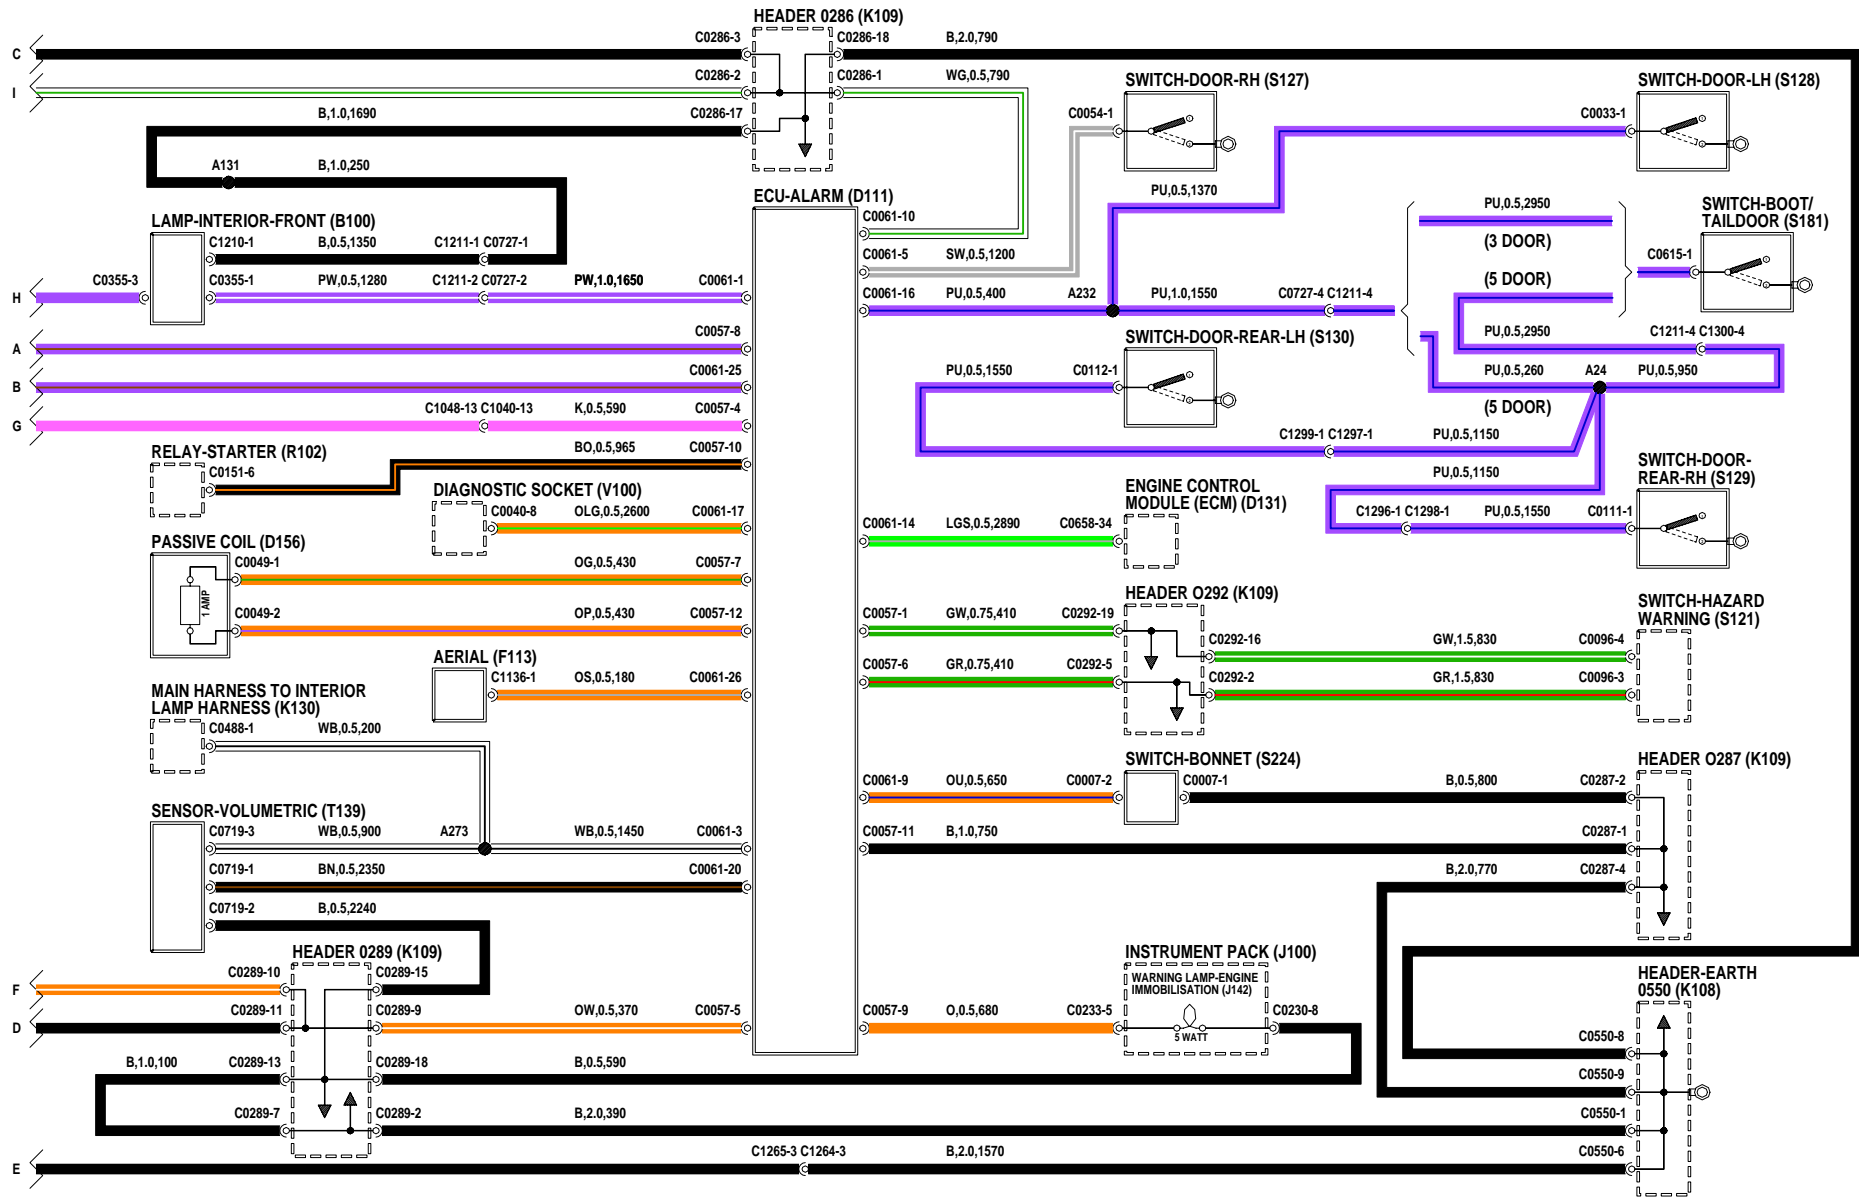 HEADER 0286 (K109)
C0286-3
C0286-18
B,2.0,790
C
C0286-2
C0286-1
WG,0.5,790
I
SWITCH-DOOR-RH (S127)
SWITCH-DOOR-LH (S128)
B,1.0,1690
C0286-17
C0054-1
C0033-1
A131
B,1.0,250
ECU-ALARM (D111)
PU,0.5,1370
LAMP-INTERIOR-FRONT (B100)
C0061-10
PU,0.5,2950
SWITCH-BOOT/
TAILDOOR (S181)
C1210-1
B,0.5,1350
C1211-1 C0727-1
C0061-5
SW,0.5,1200
(3 DOOR)
C0615-1
C0355-3
C0355-1
PW,0.5,1280
C1211-2 C0727-2
PW,1.0,1650
C0061-1
C0061-16
PU,0.5,400
A232
PU,1.0,1550
C0727-4 C1211-4
(5 DOOR)
H
C0057-8
SWITCH-DOOR-REAR-LH (S130)
PU,0.5,2950
C1211-4 C1300-4
A
C0061-25
PU,0.5,1550
C0112-1
PU,0.5,260
A24
PU,0.5,950
B
C1048-13 C1040-13
K,0.5,590
C0057-4
(5 DOOR)
G
BO,0.5,965
C0057-10
C1299-1 C1297-1
PU,0.5,1150
RELAY-STARTER (R102)
C0151-6
PU,0.5,1150
SWITCH-DOOR-
REAR-RH (S129)
DIAGNOSTIC SOCKET (V100)
ENGINE CONTROL
MODULE (ECM) (D131)
C0040-8
OLG,0.5,2600
C0061-17
C0061-14
LGS,0.5,2890
C0658-34
C1296-1 C1298-1
PU,0.5,1550
C0111-1
PASSIVE COIL (D156)
C0049-1
OG,0.5,430
C0057-7
1 AMP
HEADER O292 (K109)
SWITCH-HAZARD
WARNING (S121)
C0049-2
OP,0.5,430
C0057-12
C0057-1
GW,0.75,410
C0292-19
C0292-16
GW,1.5,830
C0096-4
AERIAL (F113)
C1136-1
OS,0.5,180
C0061-26
C0057-6
GR,0.75,410
C0292-5
C0292-2
GR,1.5,830
C0096-3
MAIN HARNESS TO INTERIOR
LAMP HARNESS (K130)
C0488-1
WB,0.5,200
SWITCH-BONNET (S224)
HEADER O287 (K109)
C0061-9
OU,0.5,650
C0007-2
C0007-1
B,0.5,800
C0287-2
SENSOR-VOLUMETRIC (T139)
C0719-3
WB,0.5,900
A273
WB,0.5,1450
C0061-3
C0057-11
B,1.0,750
C0287-1
C0719-1
BN,0.5,2350
C0061-20
B,2.0,770
C0287-4
C0719-2
B,0.5,2240
HEADER 0289 (K109)
INSTRUMENT PACK (J100)
C0289-10
C0289-15
WARNING LAMP-ENGINE
IMMOBILISATION (J142)
HEADER-EARTH
0550 (K108)
F
C0289-11
C0289-9
OW,0.5,370
C0057-5
C0057-9
O,0.5,680
C0233-5
C0230-8
D
5 WATT
C0550-8
B,1.0,100
C0289-13
C0289-18
B,0.5,590
C0550-9
C0289-7
C0289-2
B,2.0,390
C0550-1
C1265-3 C1264-3
B,2.0,1570
C0550-6
E